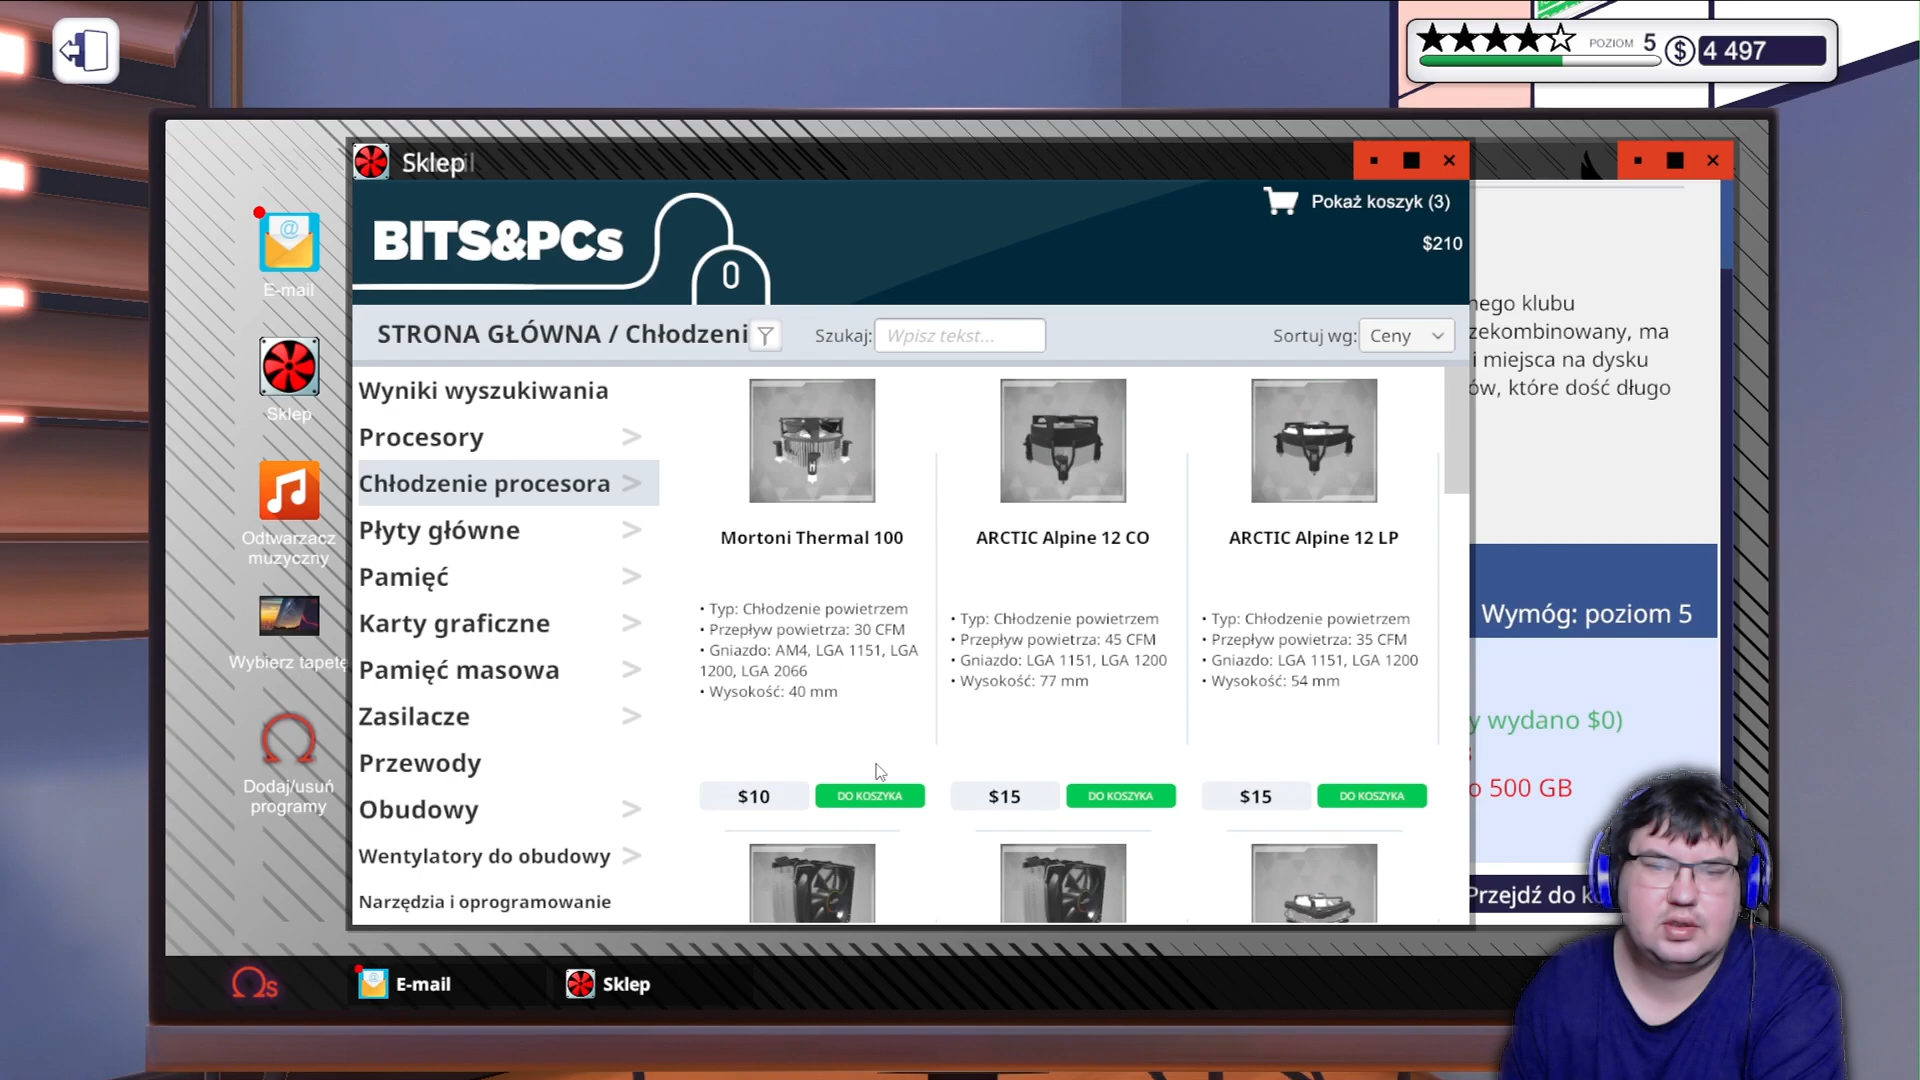 POZIOM 5
4 497
Sklep
BITS&PCs
Pokaż koszyk (3)
$210
STRONA GŁÓWNA / Chłodzeni
Szukaj:
Wpisz tekst...
Sortuj wg:
Ceny
E-mail
Sklep
Odtwarzacz
muzyczny
Wybierz tapetę
Dodaj/usuń
programy
Wyniki wyszukiwania
Procesory
Chłodzenie procesora
Płyty główne
Pamięć
Karty graficzne
Pamięć masowa
Zasilacze
Przewody
Obudowy
Wentylatory do obudowy
Narzędzia i oprogramowanie
Mortoni Thermal 100
• Typ: Chłodzenie powietrzem
• Przepływ powietrza: 30 CFM
• Gniazdo: AM4, LGA 1151, LGA
1200, LGA 2066
• Wysokość: 40 mm
$10
DO KOSZYKA
ARCTIC Alpine 12 CO
• Typ: Chłodzenie powietrzem
• Przepływ powietrza: 45 CFM
• Gniazdo: LGA 1151, LGA 1200
• Wysokość: 77 mm
$15
DO KOSZYKA
ARCTIC Alpine 12 LP
• Typ: Chłodzenie powietrzem
• Przepływ powietrza: 35 CFM
• Gniazdo: LGA 1151, LGA 1200
• Wysokość: 54 mm
$15
DO KOSZYKA
nego klubu
zekombinowany, ma
i miejsca na dysku
ów, które dość długo
Wymóg: poziom 5
y wydano $0)
o 500 GB
Przejdź do k
E-mail
Sklep